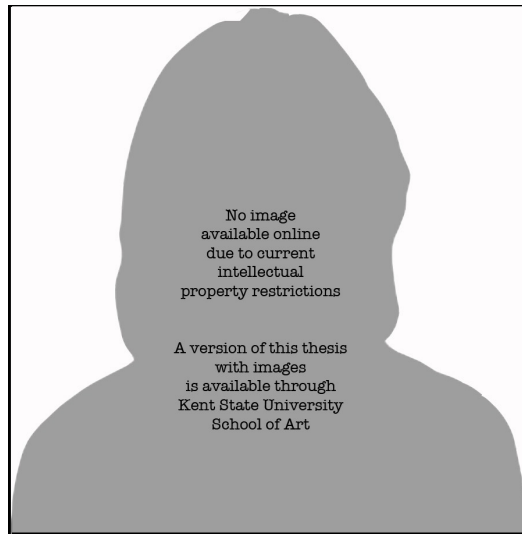 No image
available online
due to current
intellectual
property restrictions
A version of this thesis
with images
is available through
Kent State University
School of Art